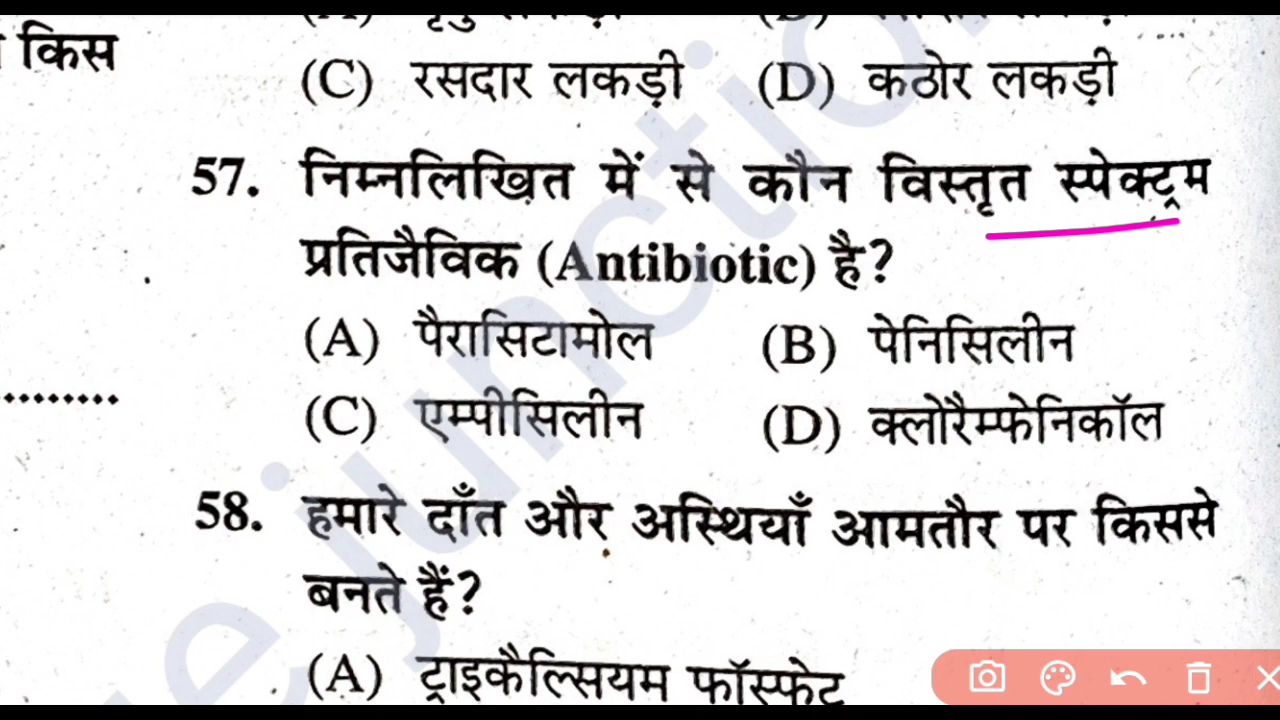 किस
(C) रसदार लकड़ी (D) कठोर लकड़ी
57. निम्नलिखित में से कौन विस्तृत स्पेक्ट्रम
प्रतिजैविक (Antibiotic) है?
(A) पैरासिटामोल (B) पेनिसिलीन
(C) एम्पीसिलीन (D) क्लोरैम्फेनिकॉल
58. हमारे दाँत और अस्थियाँ आमतौर पर किससे
बनते हैं?
(A) ट्राइकैल्सियम फॉस्फेट